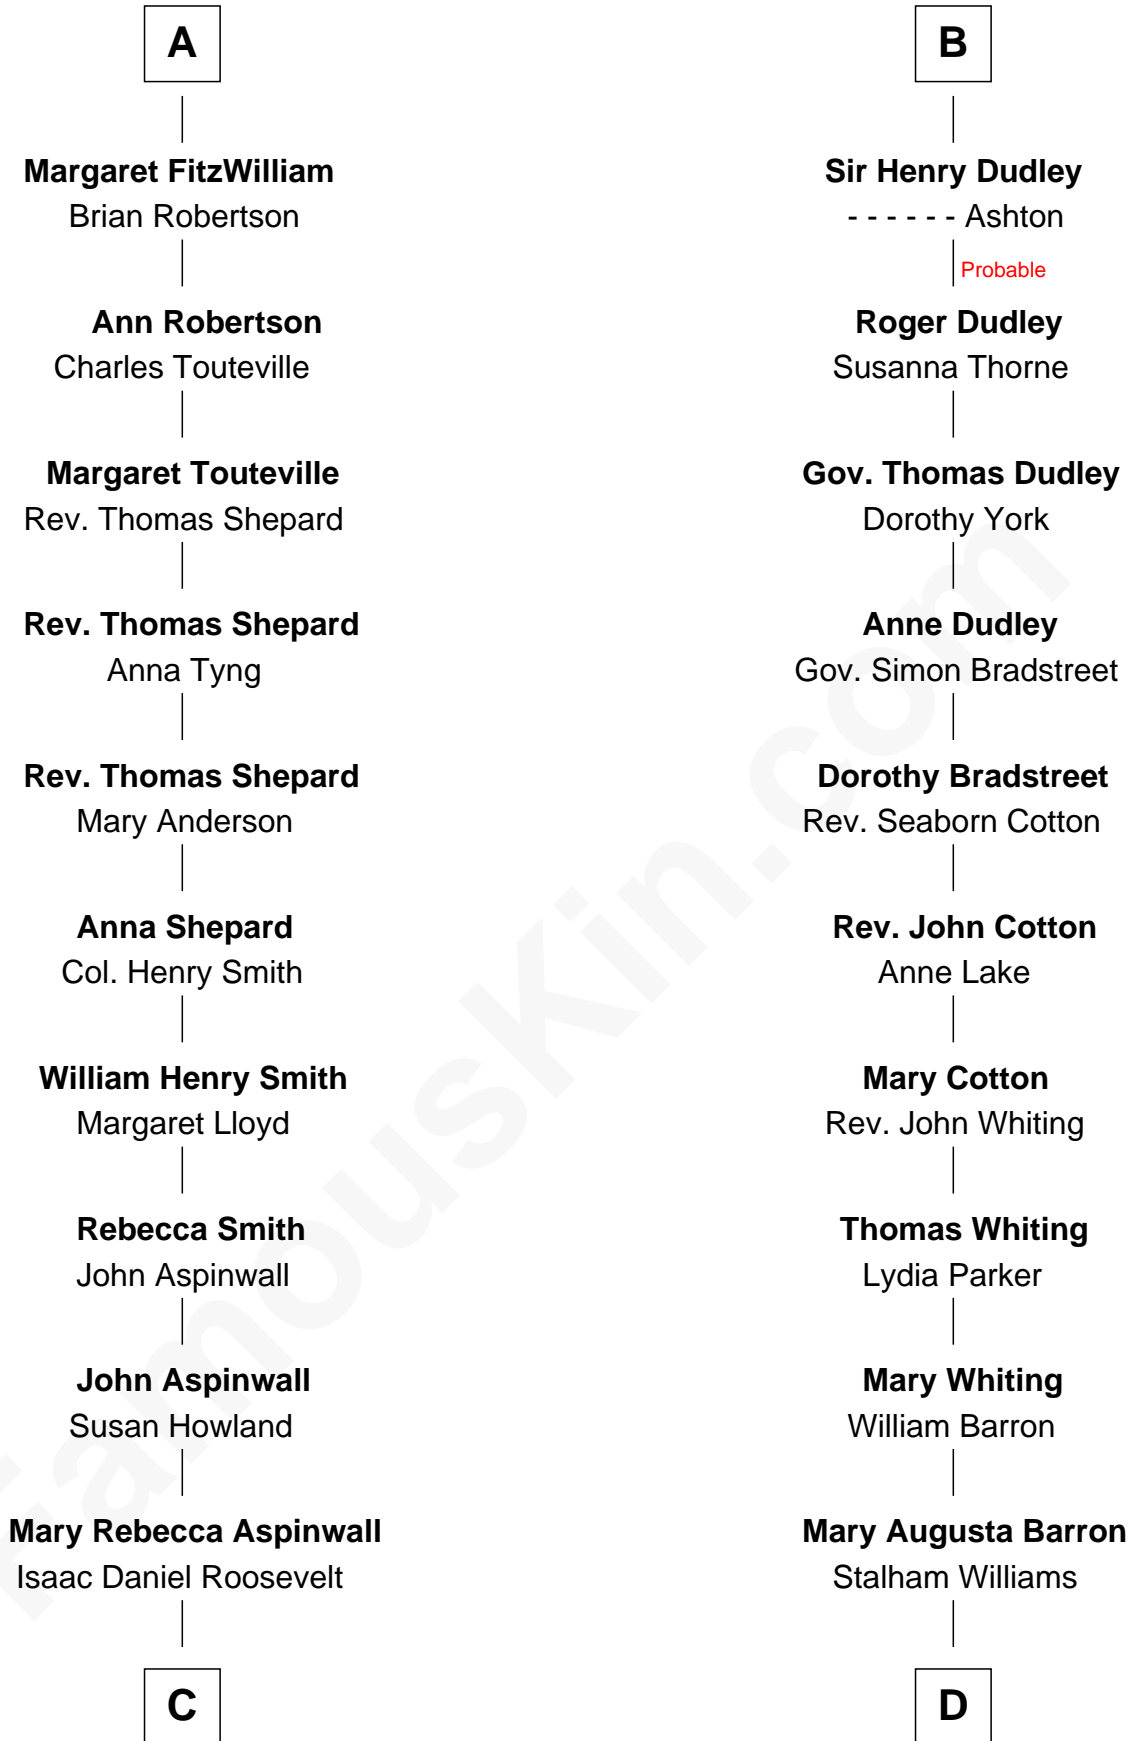 A
Margaret FitzWilliam
Brian Robertson
Ann Robertson
Charles Touteville
Margaret Touteville
Rev. Thomas Shepard
Rev. Thomas Shepard
Anna Tyng
Rev. Thomas Shepard
Mary Anderson
Anna Shepard
Col. Henry Smith
William Henry Smith
Margaret Lloyd
Rebecca Smith
John Aspinwall
John Aspinwall
Susan Howland
Mary Rebecca Aspinwall
Isaac Daniel Roosevelt
C
B
Sir Henry Dudley
- - - - - - Ashton
Probable
Roger Dudley
Susanna Thorne
Gov. Thomas Dudley
Dorothy York
Anne Dudley
Gov. Simon Bradstreet
Dorothy Bradstreet
Rev. Seaborn Cotton
Rev. John Cotton
Anne Lake
Mary Cotton
Rev. John Whiting
Thomas Whiting
Lydia Parker
Mary Whiting
William Barron
Mary Augusta Barron
Stalham Williams
D
FamousKin.com